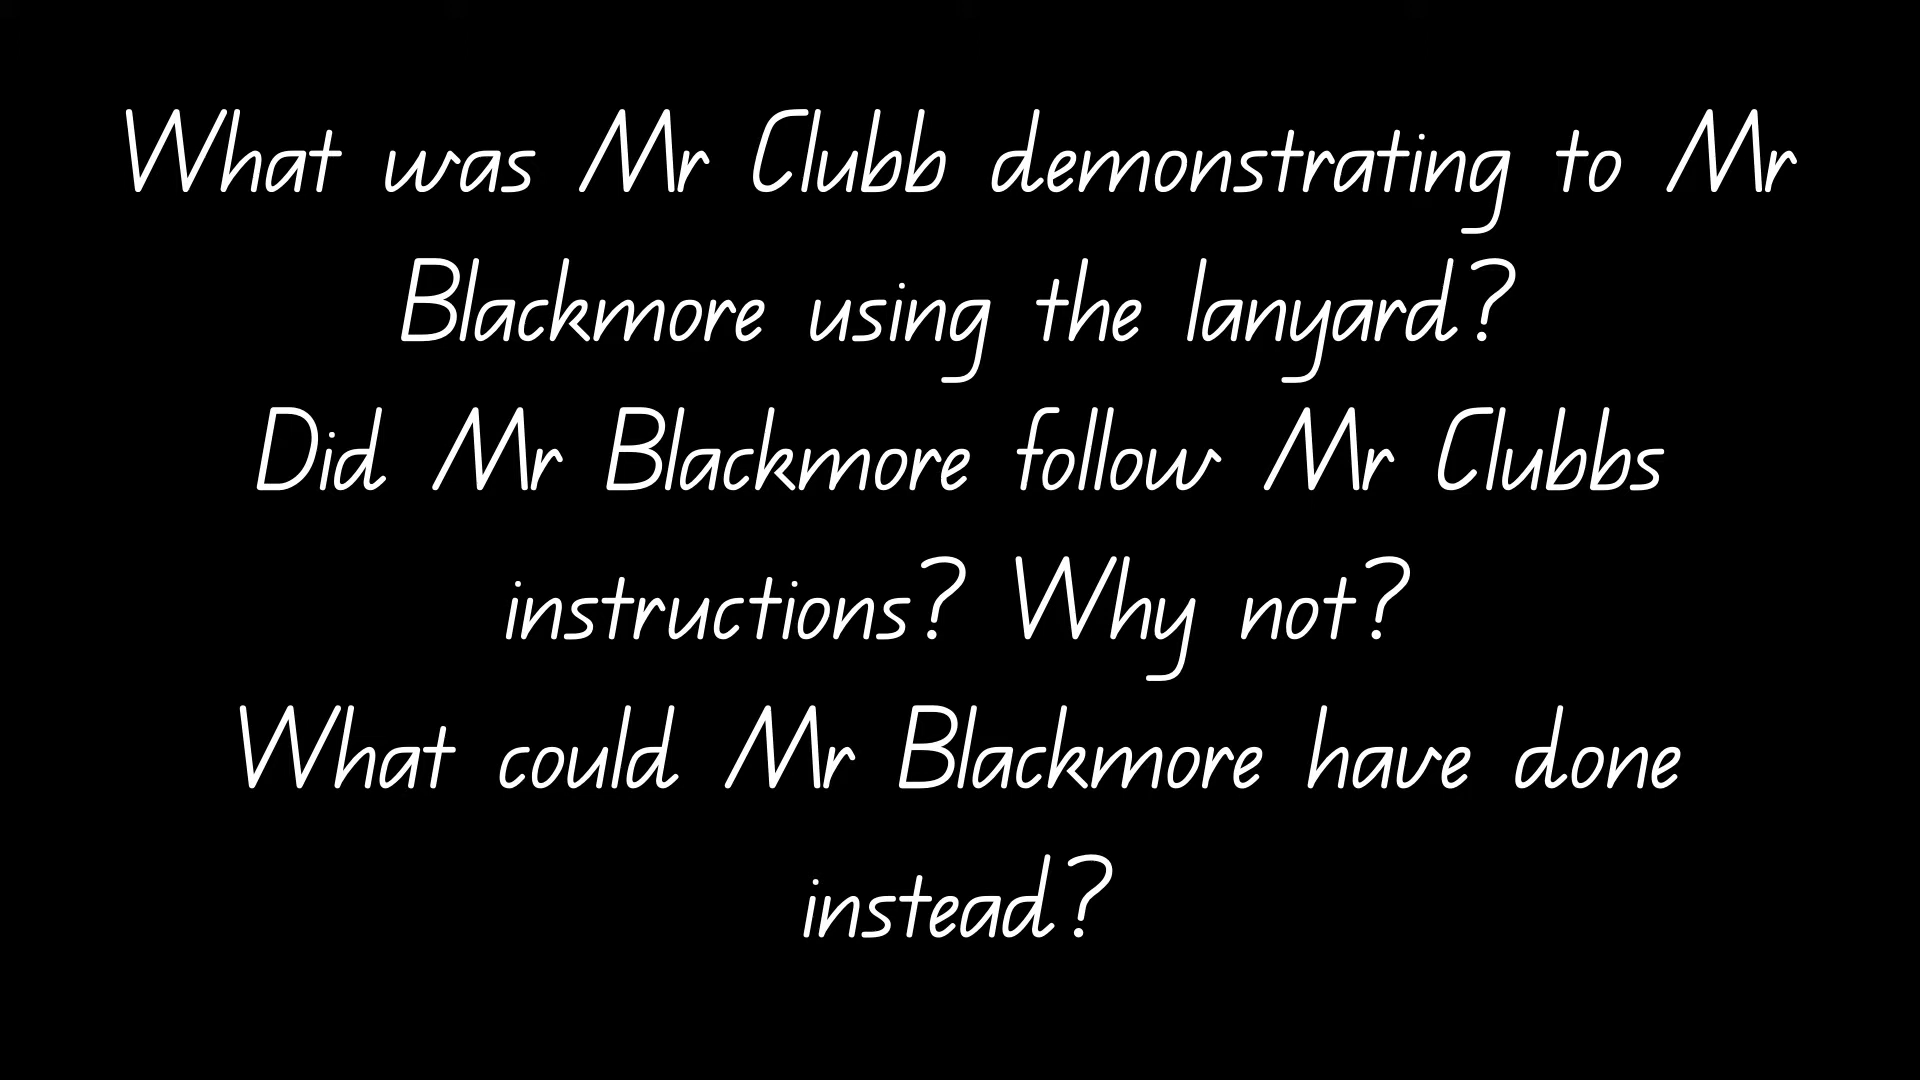 What was Mr Clubb demonstrating to Mr
Blackmore using the lanyard?
Did Mr Blackmore follow Mr Clubbs
instructions? Why not?
What could Mr Blackmore have done
instead?